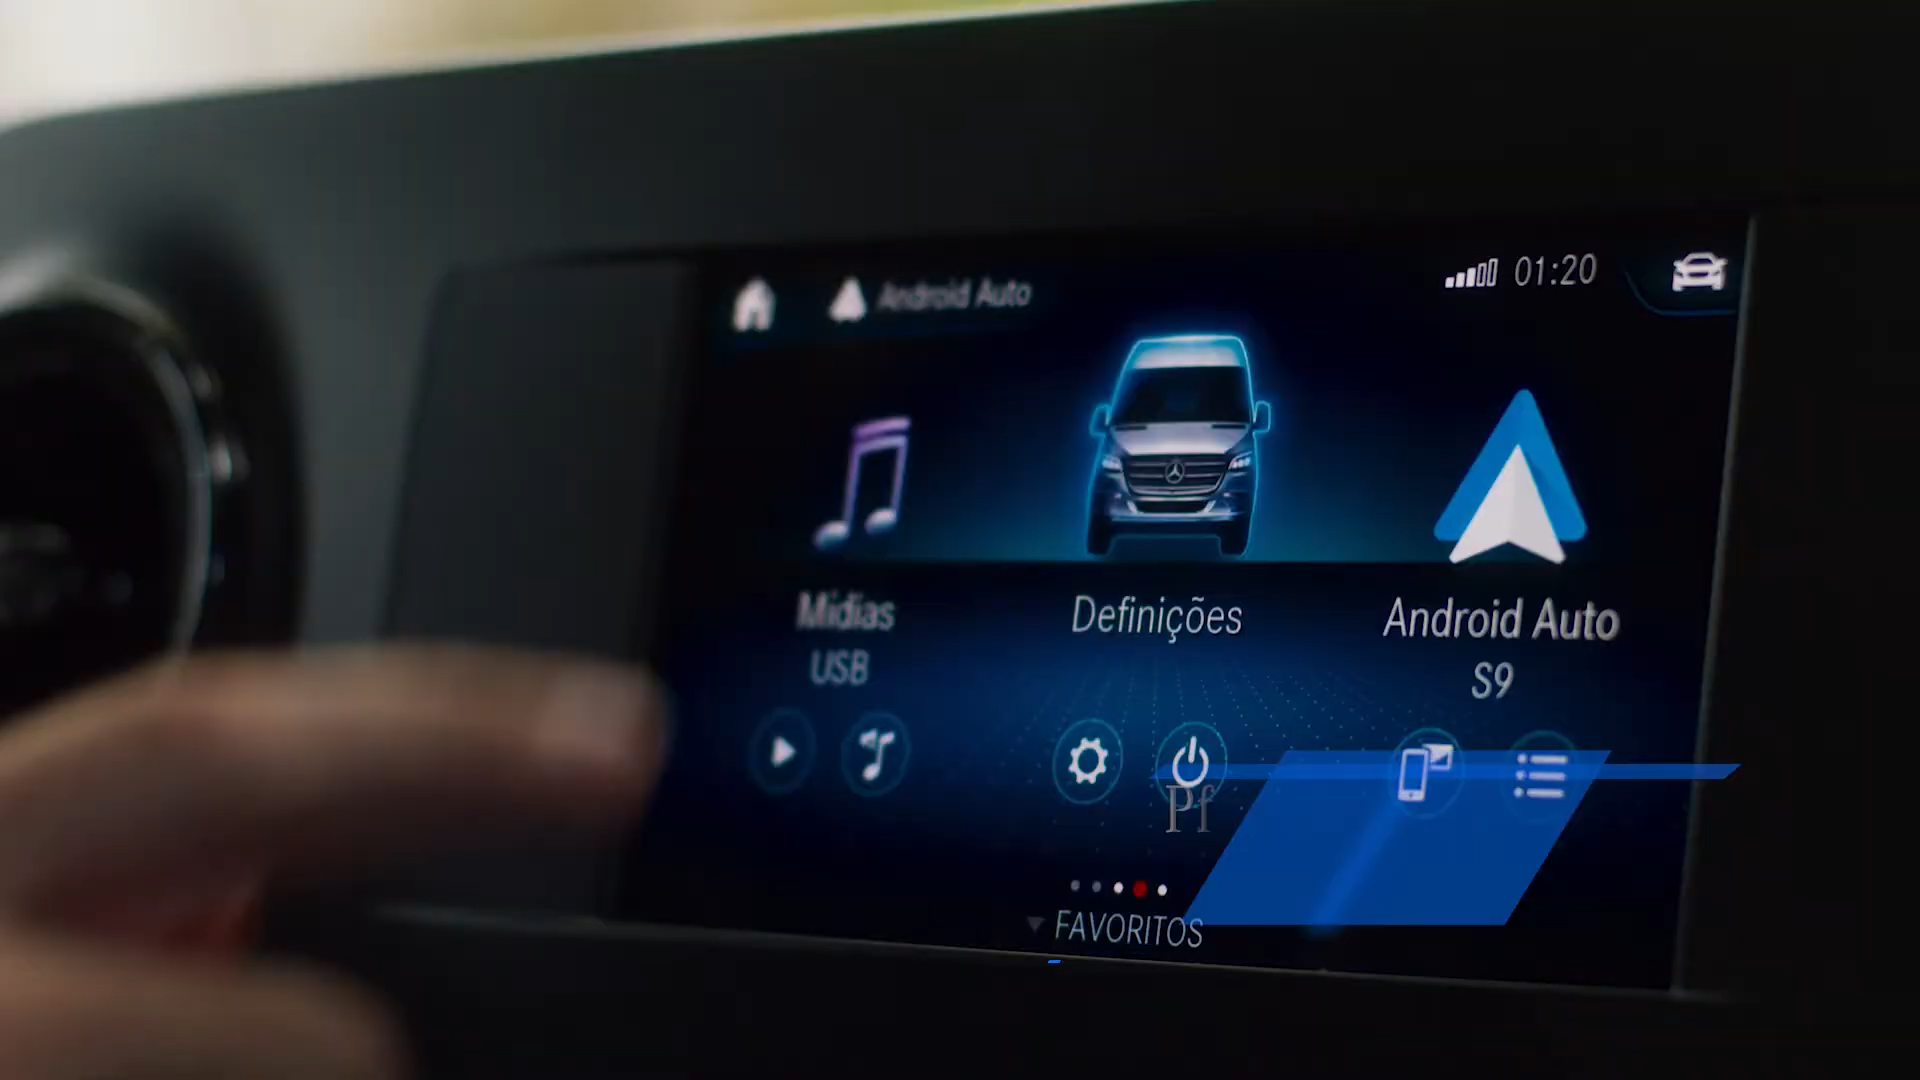 Android Auto
01:20
Mídias
USB
Definições
Android Auto
S9
Pf
FAVORITOS